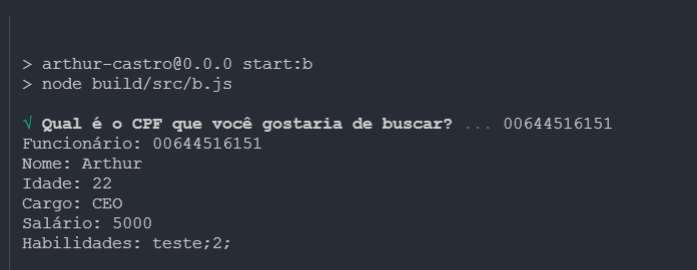 > arthur-castro@0.0.0 start:b
> node build/src/b.js
√ Qual é o CPF que você gostaria de buscar? ... 00644516151
Funcionário: 00644516151
Nome: Arthur
Idade: 22
Cargo: CEO
Salário: 5000
Habilidades: teste;2;